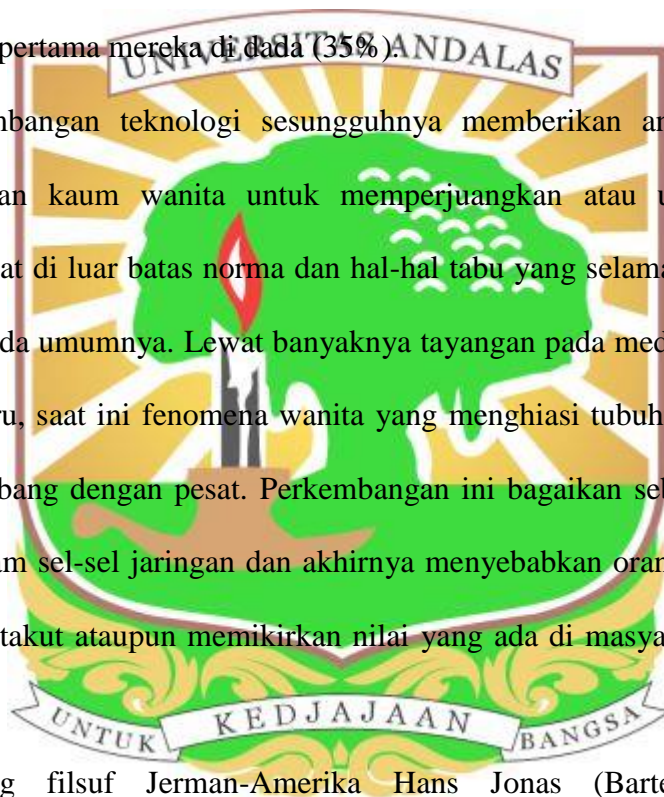 pertama mereka di dada (35%).
UNIVERSITAS ANDALAS
mbangan teknologi sesungguhnya memberikan an
an kaum wanita untuk memperjuangkan atau u
at di luar batas norma dan hal-hal tabu yang selama
da umumnya. Lewat banyaknya tayangan pada med
ru, saat ini fenomena wanita yang menghiasi tubuh
bang dengan pesat. Perkembangan ini bagaikan seb
am sel-sel jaringan dan akhirnya menyebabkan oran
takut ataupun memikirkan nilai yang ada di masya
UNTUK KEDJAJAAN BANGSA
g filsuf Jerman-Amerika Hans Jonas (Barte